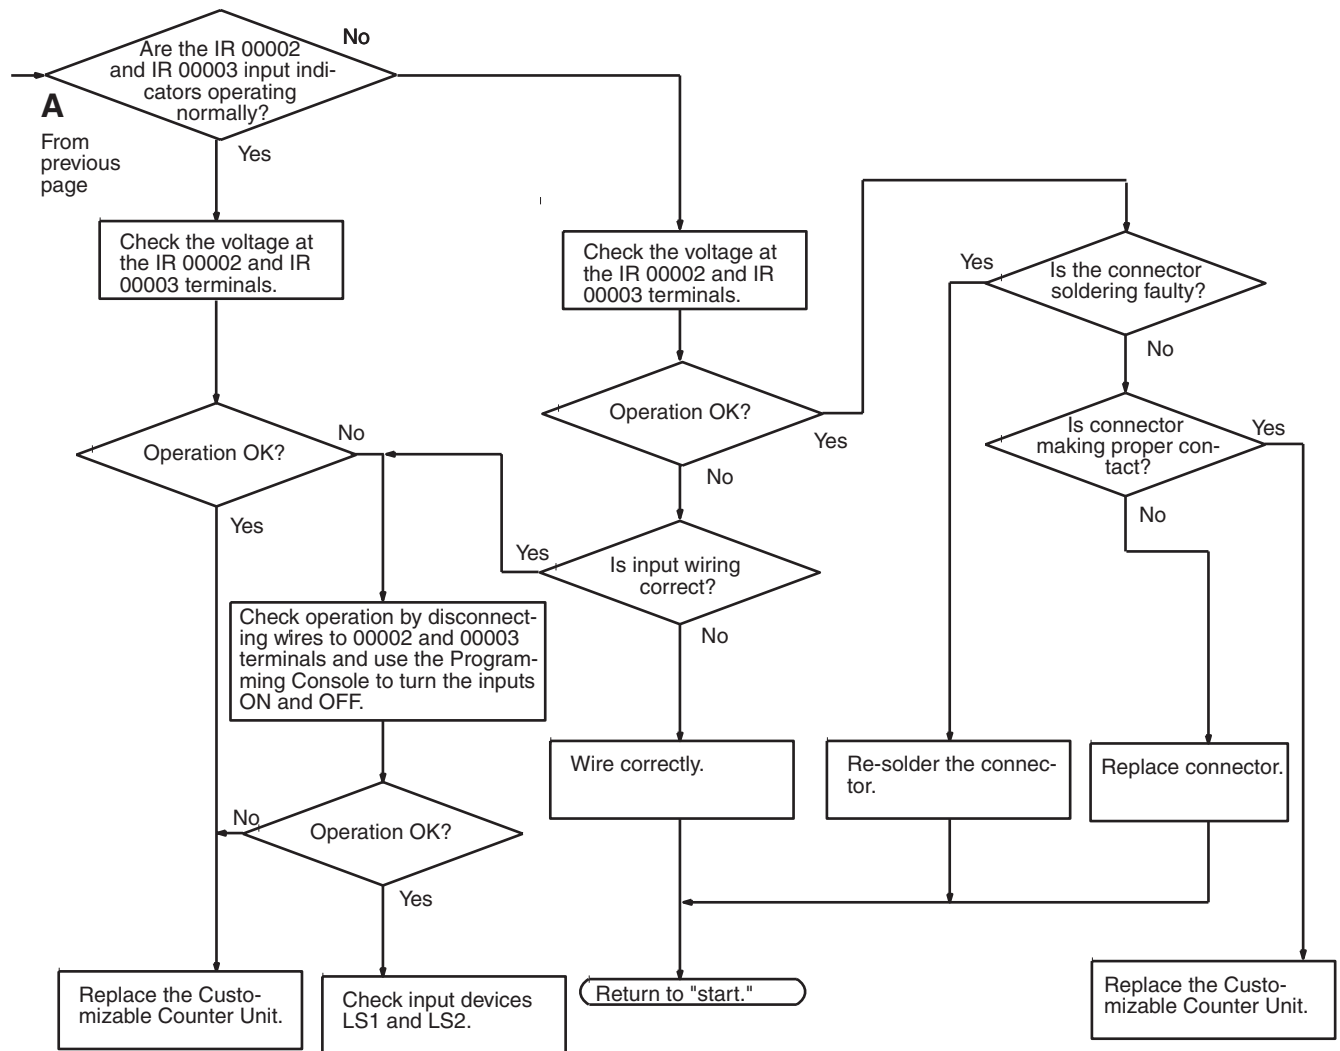 Are the IR 00002
and IR 00003 input indi-
cators operating
normally?
No
A
From
previous
page
Yes
Check the voltage at
the IR 00002 and IR
00003 terminals.
Check the voltage at
the IR 00002 and IR
00003 terminals.
Yes
Is the connector
soldering faulty?
No
Operation OK?
No
Yes
Operation OK?
Yes
No
Is connector
making proper con-
tact?
Yes
No
Yes
Is input wiring
correct?
No
Check operation by disconnect-
ing wires to 00002 and 00003
terminals and use the Program-
ming Console to turn the inputs
ON and OFF.
Wire correctly.
Re-solder the connec-
tor.
Replace connector.
No
Operation OK?
Yes
Replace the Custo-
mizable Counter Unit.
Check input devices
LS1 and LS2.
Return to "start."
Replace the Custo-
mizable Counter Unit.